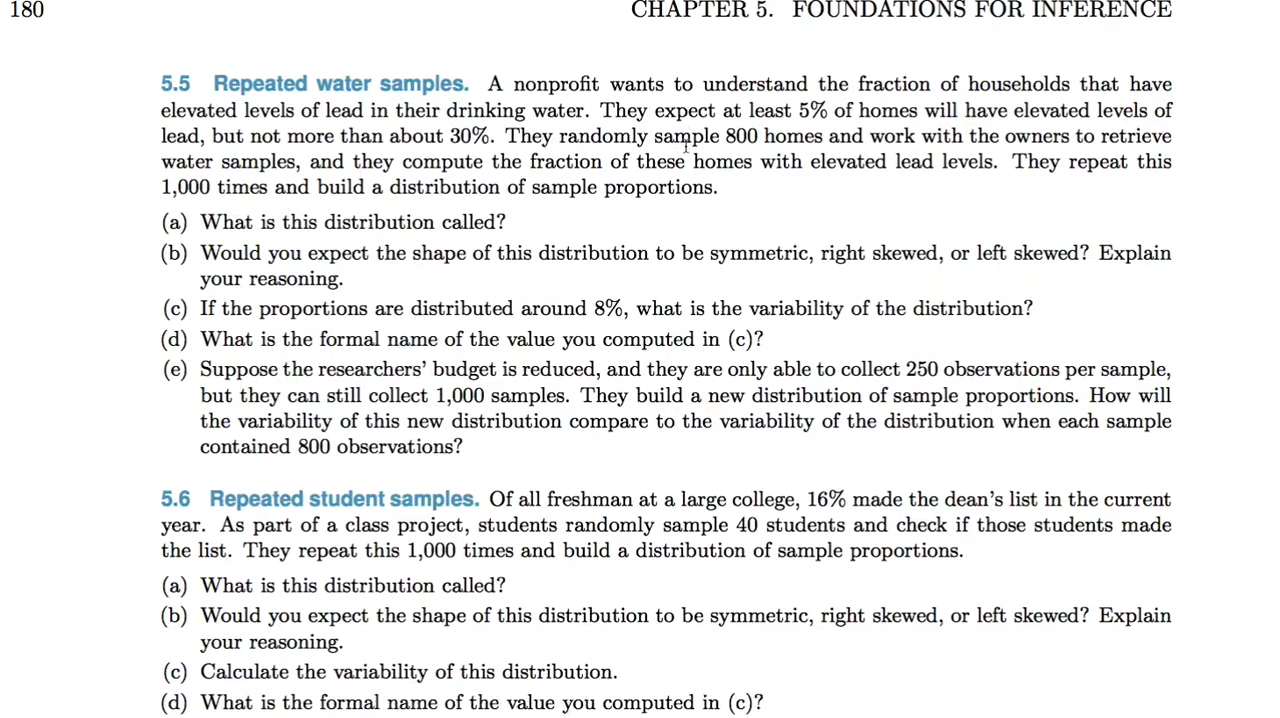 180
CHAPTER 5. FOUNDATIONS FOR INFERENCE
5.5 Repeated water samples. A nonprofit wants to understand the fraction of households that have
elevated levels of lead in their drinking water. They expect at least 5% of homes will have elevated levels of
lead, but not more than about 30%. They randomly sample 800 homes and work with the owners to retrieve
water samples, and they compute the fraction of these homes with elevated lead levels. They repeat this
1,000 times and build a distribution of sample proportions.
(a) What is this distribution called?
(b) Would you expect the shape of this distribution to be symmetric, right skewed, or left skewed? Explain
your reasoning.
(c) If the proportions are distributed around 8%, what is the variability of the distribution?
(d) What is the formal name of the value you computed in (c)?
(e) Suppose the researchers' budget is reduced, and they are only able to collect 250 observations per sample,
but they can still collect 1,000 samples. They build a new distribution of sample proportions. How will
the variability of this new distribution compare to the variability of the distribution when each sample
contained 800 observations?
5.6 Repeated student samples. Of all freshman at a large college, 16% made the dean's list in the current
year. As part of a class project, students randomly sample 40 students and check if those students made
the list. They repeat this 1,000 times and build a distribution of sample proportions.
(a) What is this distribution called?
(b) Would you expect the shape of this distribution to be symmetric, right skewed, or left skewed? Explain
your reasoning.
(c) Calculate the variability of this distribution.
(d) What is the formal name of the value you computed in (c)?